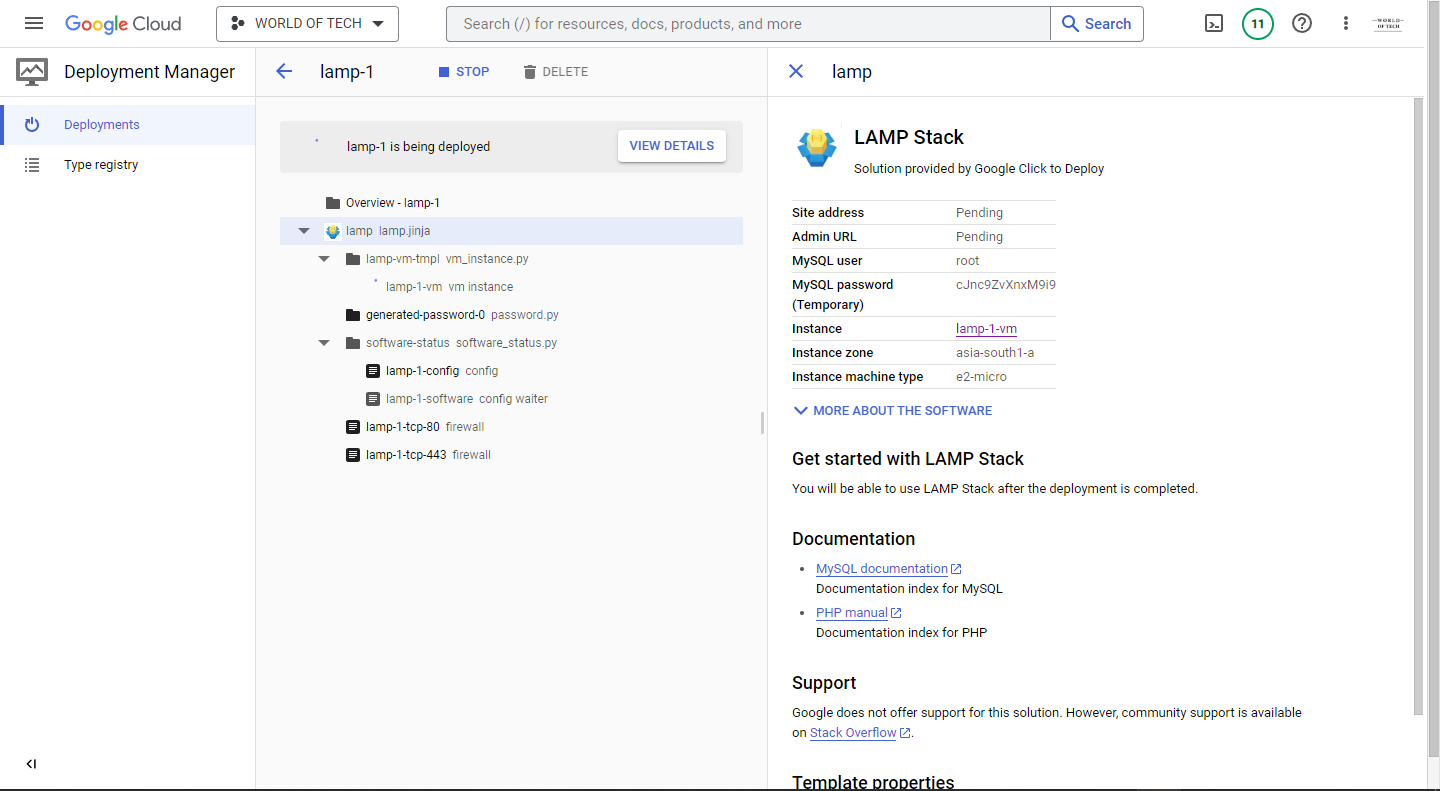 Google Cloud
WORLD OF TECH
Search (/) for resources, docs, products, and more
Search
11
WORLD
OF TECH
Deployment Manager
Deployments
Type registry
lamp-1
STOP
DELETE
lamp-1 is being deployed
VIEW DETAILS
Overview - lamp-1
lamp lamp.jinja
lamp-vm-tmpl vm_instance.py
lamp-1-vm vm instance
generated-password-0 password.py
software-status software_status.py
lamp-1-config config
lamp-1-software config waiter
lamp-1-tcp-80 firewall
lamp-1-tcp-443 firewall
lamp
LAMP Stack
Solution provided by Google Click to Deploy
Site address Pending
Admin URL Pending
MySQL user root
MySQL password cJnc9ZvXnxM9i9
(Temporary)
Instance lamp-1-vm
Instance zone asia-south1-a
Instance machine type e2-micro
MORE ABOUT THE SOFTWARE
Get started with LAMP Stack
You will be able to use LAMP Stack after the deployment is completed.
Documentation
• MySQL documentation
Documentation index for MySQL
• PHP manual
Documentation index for PHP
Support
Google does not offer support for this solution. However, community support is available
on Stack Overflow.
Template properties